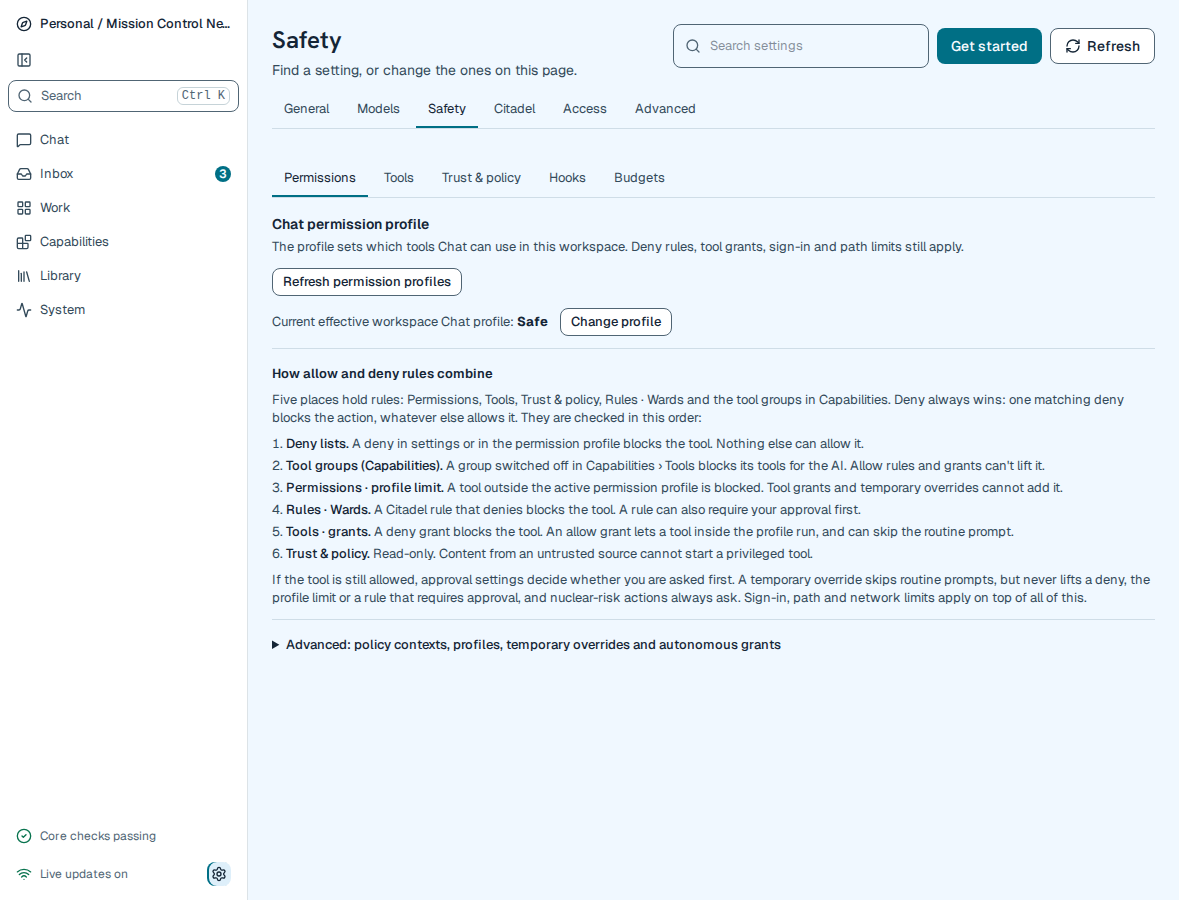 Personal / Mission Control Ne...
Search
Ctrl K
Chat
Inbox
3
Work
Capabilities
Library
System
Core checks passing
Live updates on
Safety
Find a setting, or change the ones on this page.
Search settings
Get started
Refresh
General
Models
Safety
Citadel
Access
Advanced
Permissions
Tools
Trust & policy
Hooks
Budgets
Chat permission profile
The profile sets which tools Chat can use in this workspace. Deny rules, tool grants, sign-in and path limits still apply.
Refresh permission profiles
Current effective workspace Chat profile: Safe
Change profile
How allow and deny rules combine
Five places hold rules: Permissions, Tools, Trust & policy, Rules · Wards and the tool groups in Capabilities. Deny always wins: one matching deny
blocks the action, whatever else allows it. They are checked in this order:
1. Deny lists. A deny in settings or in the permission profile blocks the tool. Nothing else can allow it.
2. Tool groups (Capabilities). A group switched off in Capabilities › Tools blocks its tools for the AI. Allow rules and grants can't lift it.
3. Permissions · profile limit. A tool outside the active permission profile is blocked. Tool grants and temporary overrides cannot add it.
4. Rules · Wards. A Citadel rule that denies blocks the tool. A rule can also require your approval first.
5. Tools · grants. A deny grant blocks the tool. An allow grant lets a tool inside the profile run, and can skip the routine prompt.
6. Trust & policy. Read-only. Content from an untrusted source cannot start a privileged tool.
If the tool is still allowed, approval settings decide whether you are asked first. A temporary override skips routine prompts, but never lifts a deny, the
profile limit or a rule that requires approval, and nuclear-risk actions always ask. Sign-in, path and network limits apply on top of all of this.
Advanced: policy contexts, profiles, temporary overrides and autonomous grants